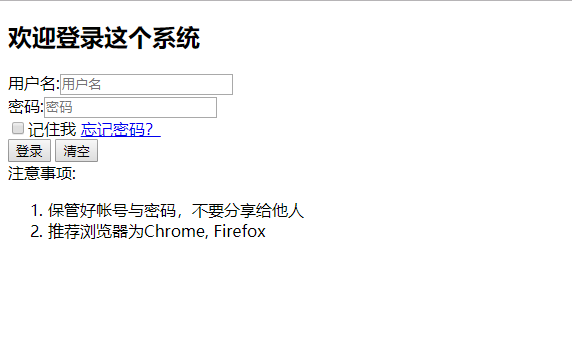 欢迎登录这个系统
用户名:用户名
密码:密码
记住我 忘记密码？
登录 清空
注意事项:
1. 保管好帐号与密码，不要分享给他人
2. 推荐浏览器为Chrome, Firefox